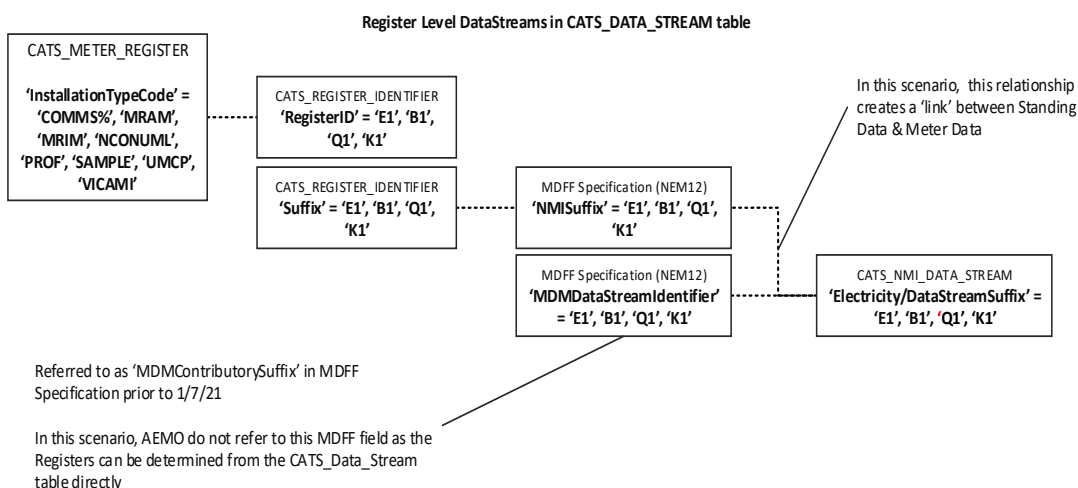 Register Level DataStreams in CATS_DATA_STREAM table
CATS_METER_REGISTER
'InstallationTypeCode' =
'COMMS%', 'MRAM',
'MRIM', 'NCONUML',
'PROF', 'SAMPLE', 'UMCP',
'VICAMI'
CATS_REGISTER_IDENTIFIER
'RegisterID' = 'E1', 'B1',
'Q1', 'K1'
CATS_REGISTER_IDENTIFIER
'Suffix' = 'E1', 'B1', 'Q1',
'K1'
MDFF Specification (NEM12)
'NMISuffix' = 'E1', 'B1', 'Q1',
'K1'
MDFF Specification (NEM12)
'MDMDataStreamIdentifier'
= 'E1', 'B1', 'Q1', 'K1'
In this scenario, this relationship
creates a 'link' between Standing
Data & Meter Data
CATS_NMI_DATA_STREAM
'Electricity/DataStreamSuffix' =
'E1', 'B1', 'Q1', 'K1'
Referred to as 'MDMContributorySuffix' in MDFF
Specification prior to 1/7/21
In this scenario, AEMO do not refer to this MDFF field as the
Registers can be determined from the CATS_Data_Stream
table directly